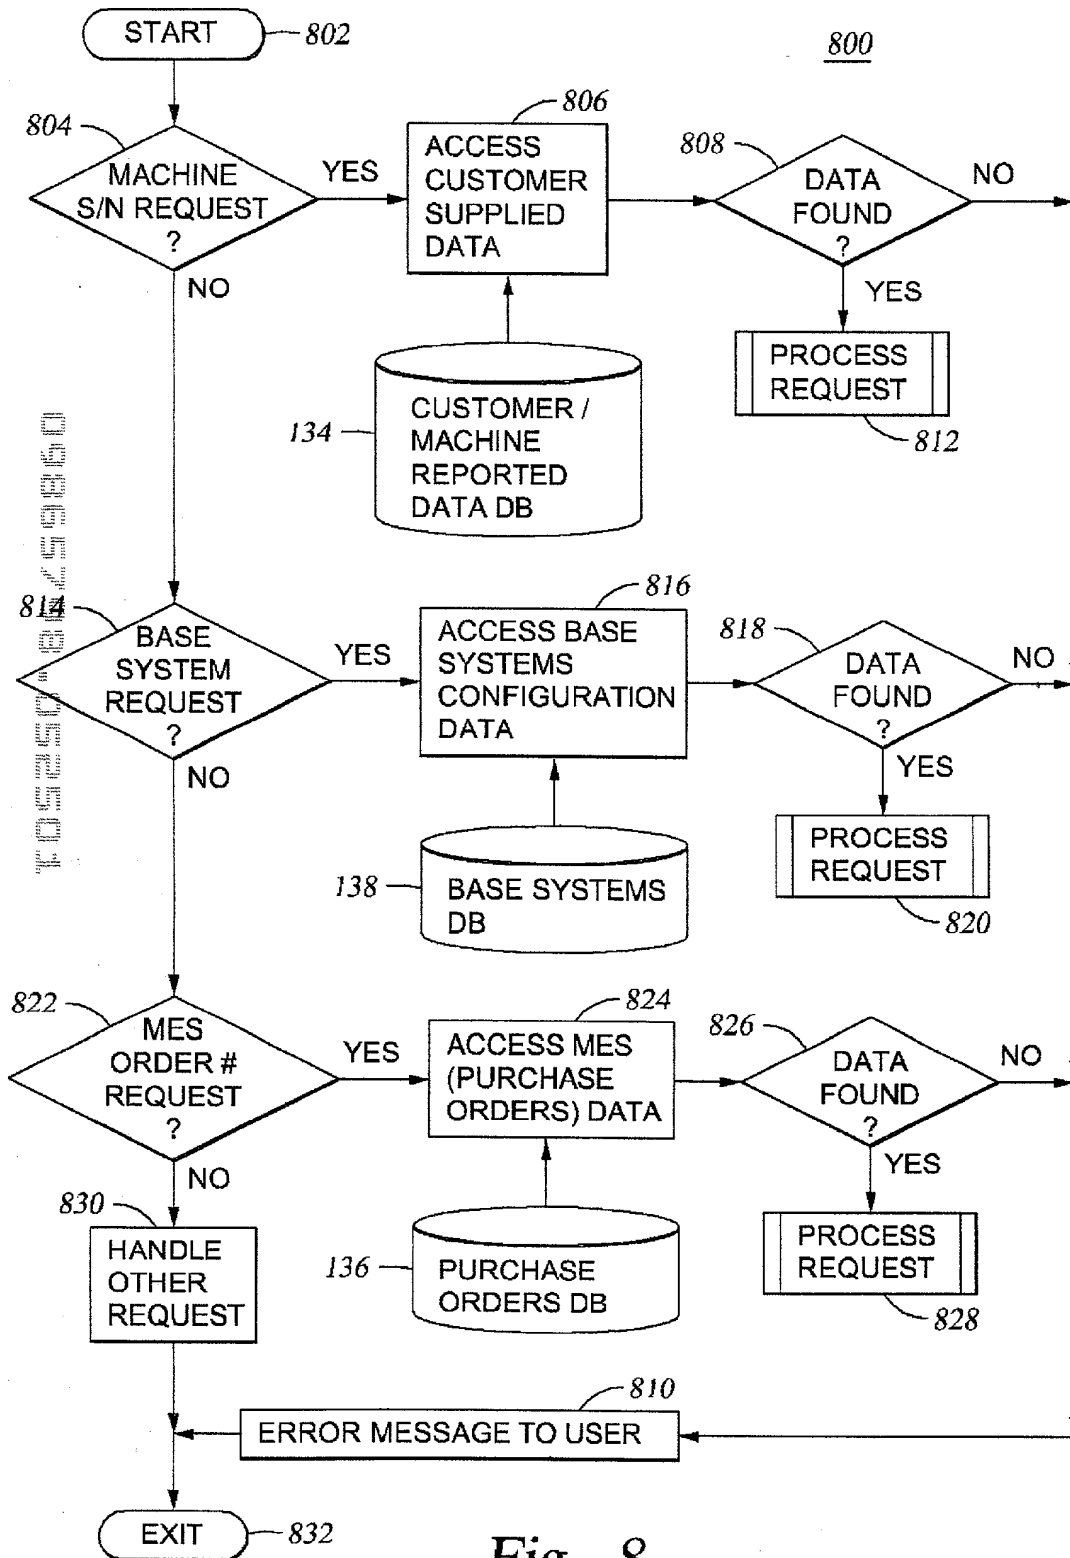 START
802
800
804
MACHINE
S/N REQUEST
?
YES
NO
806
ACCESS
CUSTOMER
SUPPLIED
DATA
808
DATA
FOUND
?
NO
YES
PROCESS
REQUEST
812
134
CUSTOMER /
MACHINE
REPORTED
DATA DB
814
BASE
SYSTEM
REQUEST
?
YES
NO
816
ACCESS BASE
SYSTEMS
CONFIGURATION
DATA
818
DATA
FOUND
?
NO
YES
PROCESS
REQUEST
820
138
BASE SYSTEMS
DB
822
MES
ORDER #
REQUEST
?
YES
NO
824
ACCESS MES
(PURCHASE
ORDERS) DATA
826
DATA
FOUND
?
NO
YES
PROCESS
REQUEST
828
136
PURCHASE
ORDERS DB
830
HANDLE
OTHER
REQUEST
810
ERROR MESSAGE TO USER
EXIT
832
Fig. 8